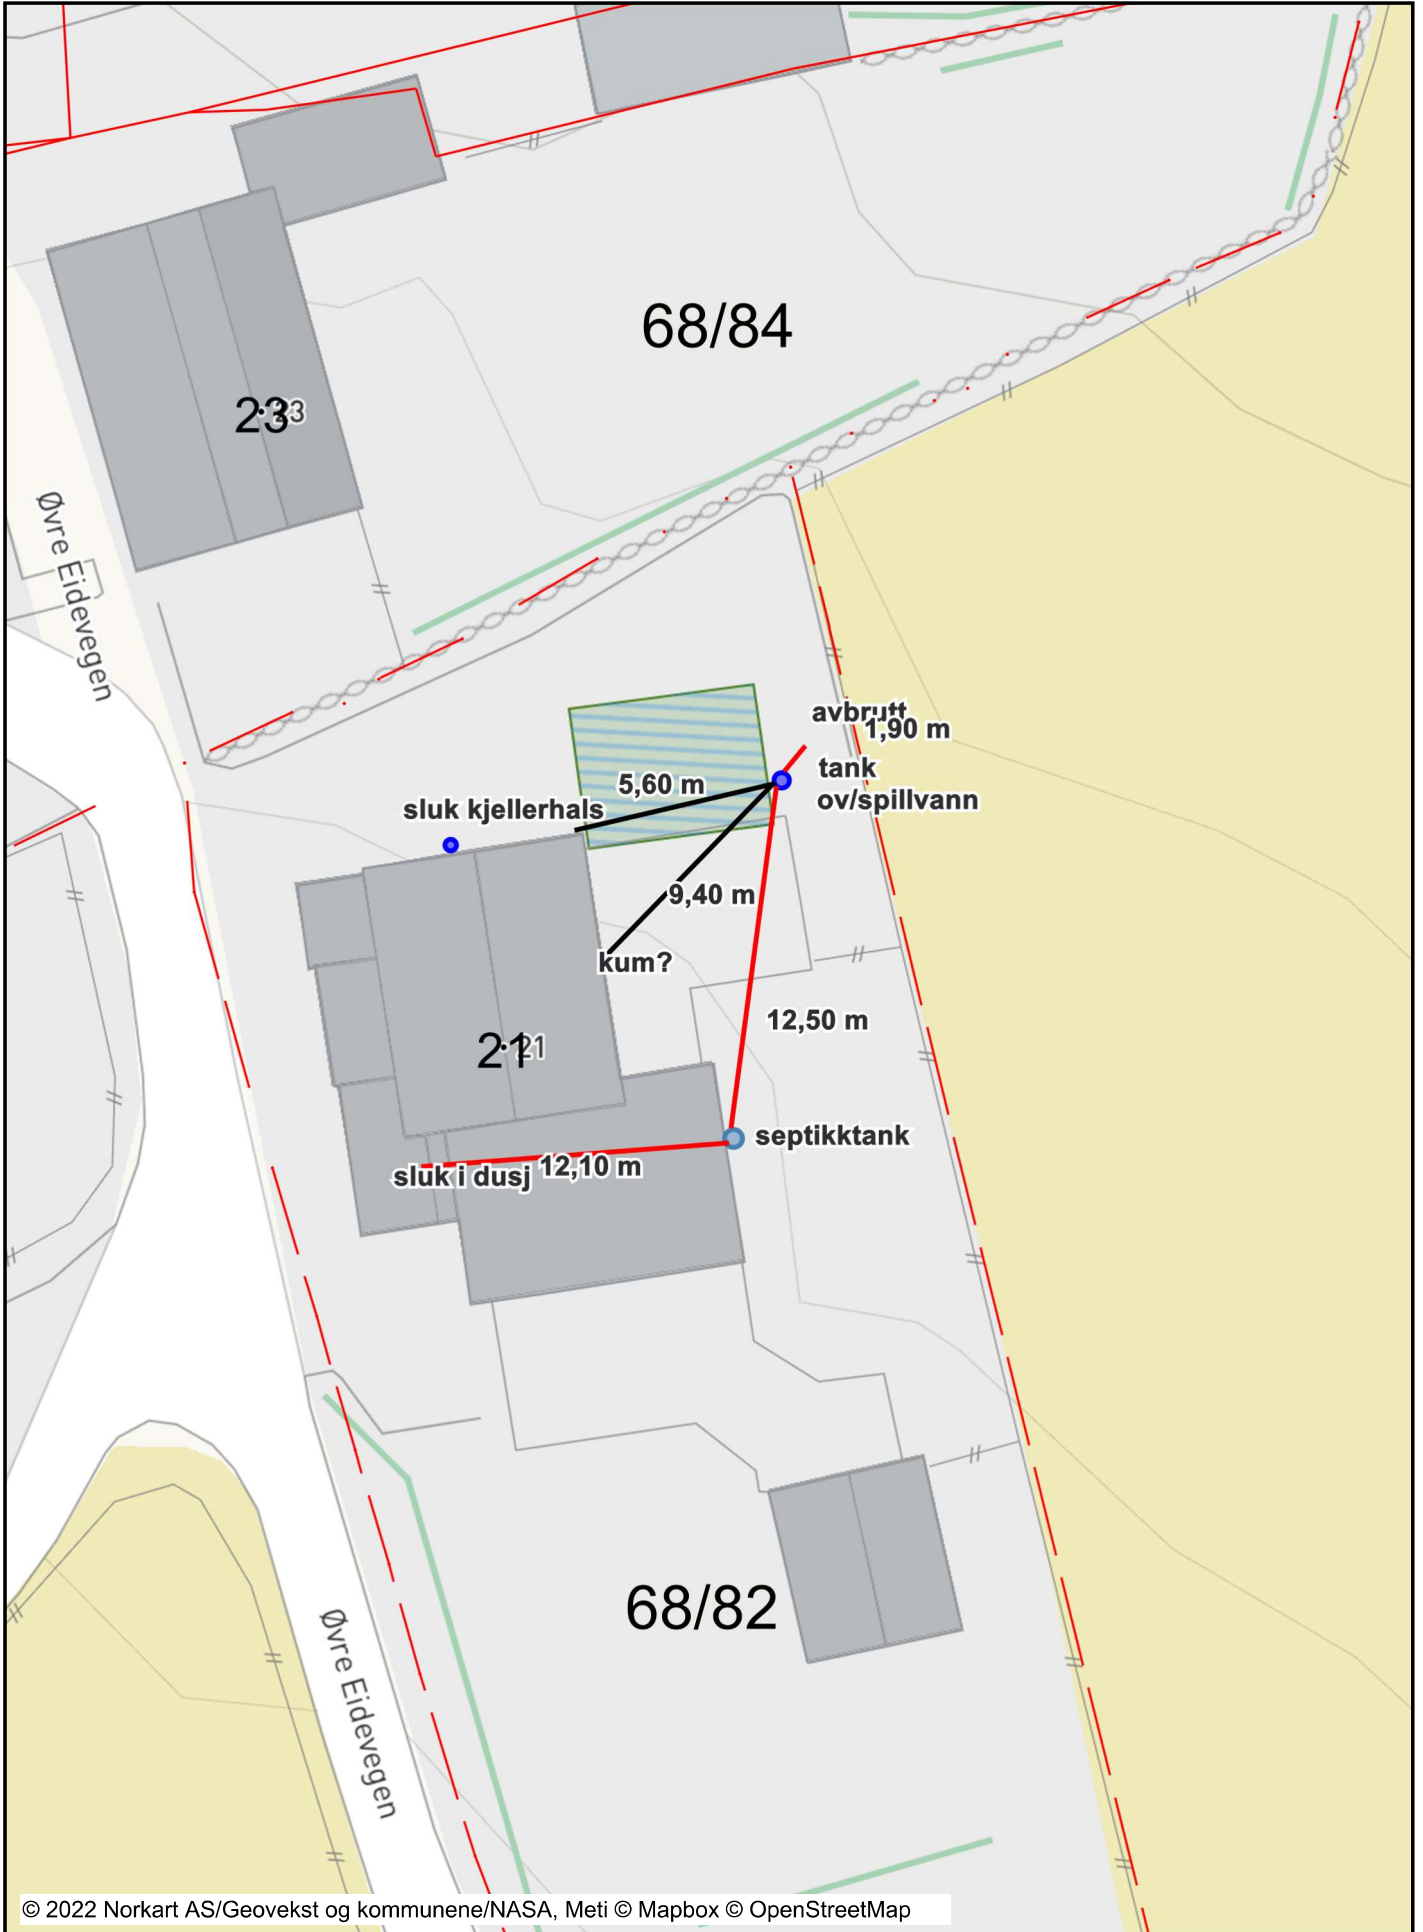 68/84
23
23
Øvre Eidevegen
avbrutt
1,90 m
tank
ov/spillvann
5,60 m
sluk kjellerhals
9,40 m
kum?
12,50 m
21
21
septikktank
12,10 m
sluk i dusj
68/82
Øvre Eidevegen
© 2022 Norkart AS/Geovekst og kommunene/NASA, Meti © Mapbox © OpenStreetMap